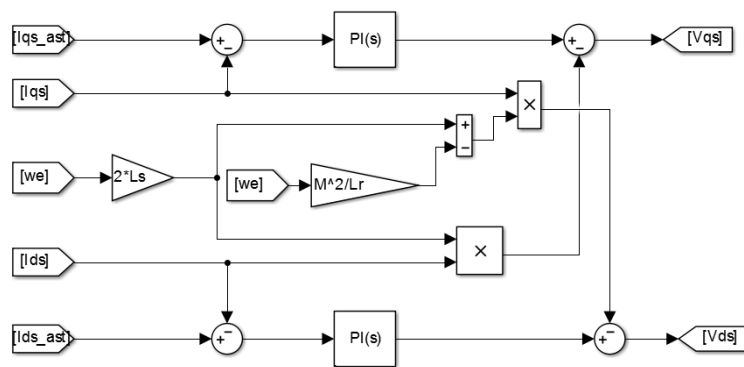 [Iqs_ast]
PI(s)
[Vqs]
[Iqs]
×
[we]
2*Ls
[we]
M^2/Lr
[Ids]
×
[Ids_ast]
PI(s)
[Vds]